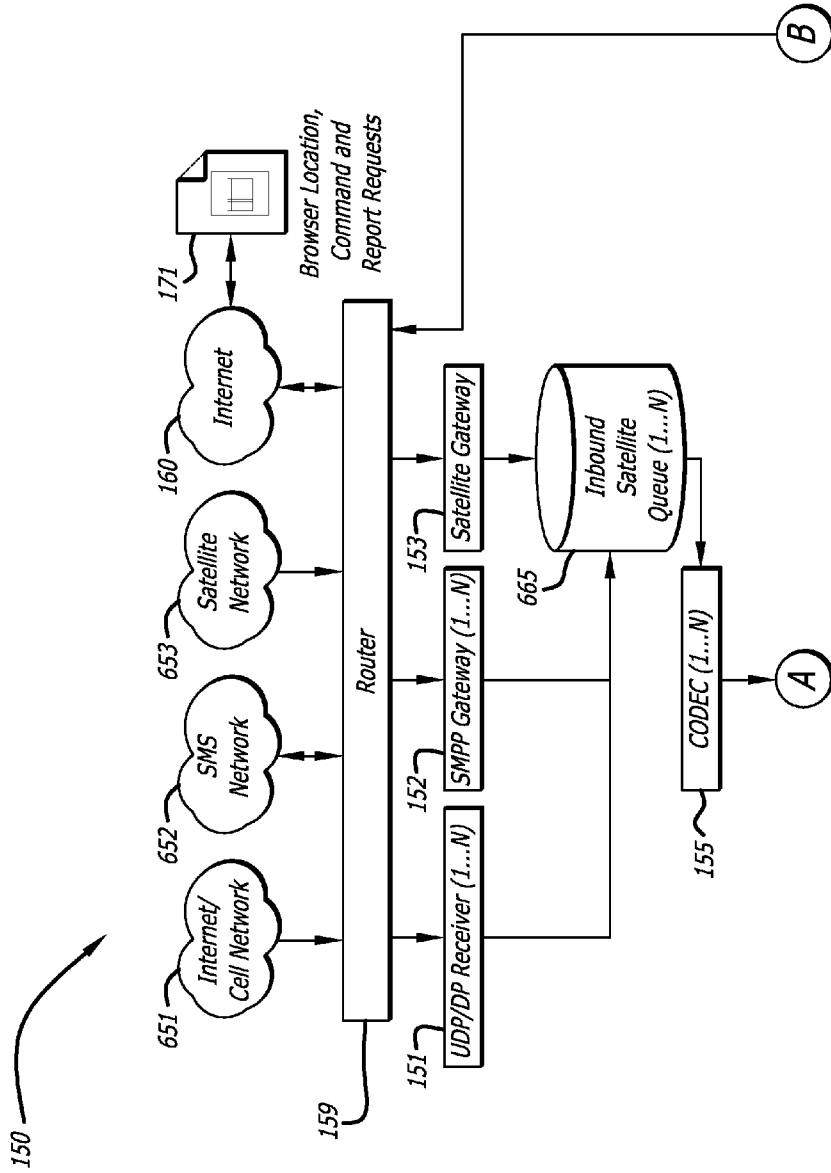 150
651
Internet/
Cell Network
652
SMS
Network
653
Satellite
Network
160
Internet
171
Browser Location,
Command and
Report Requests
159
Router
151
UDP/DP Receiver (1...N)
152
SMPP Gateway (1...N)
153
Satellite Gateway
665
Inbound
Satellite
Queue (1...N)
155
CODEC (1...N)
A
B